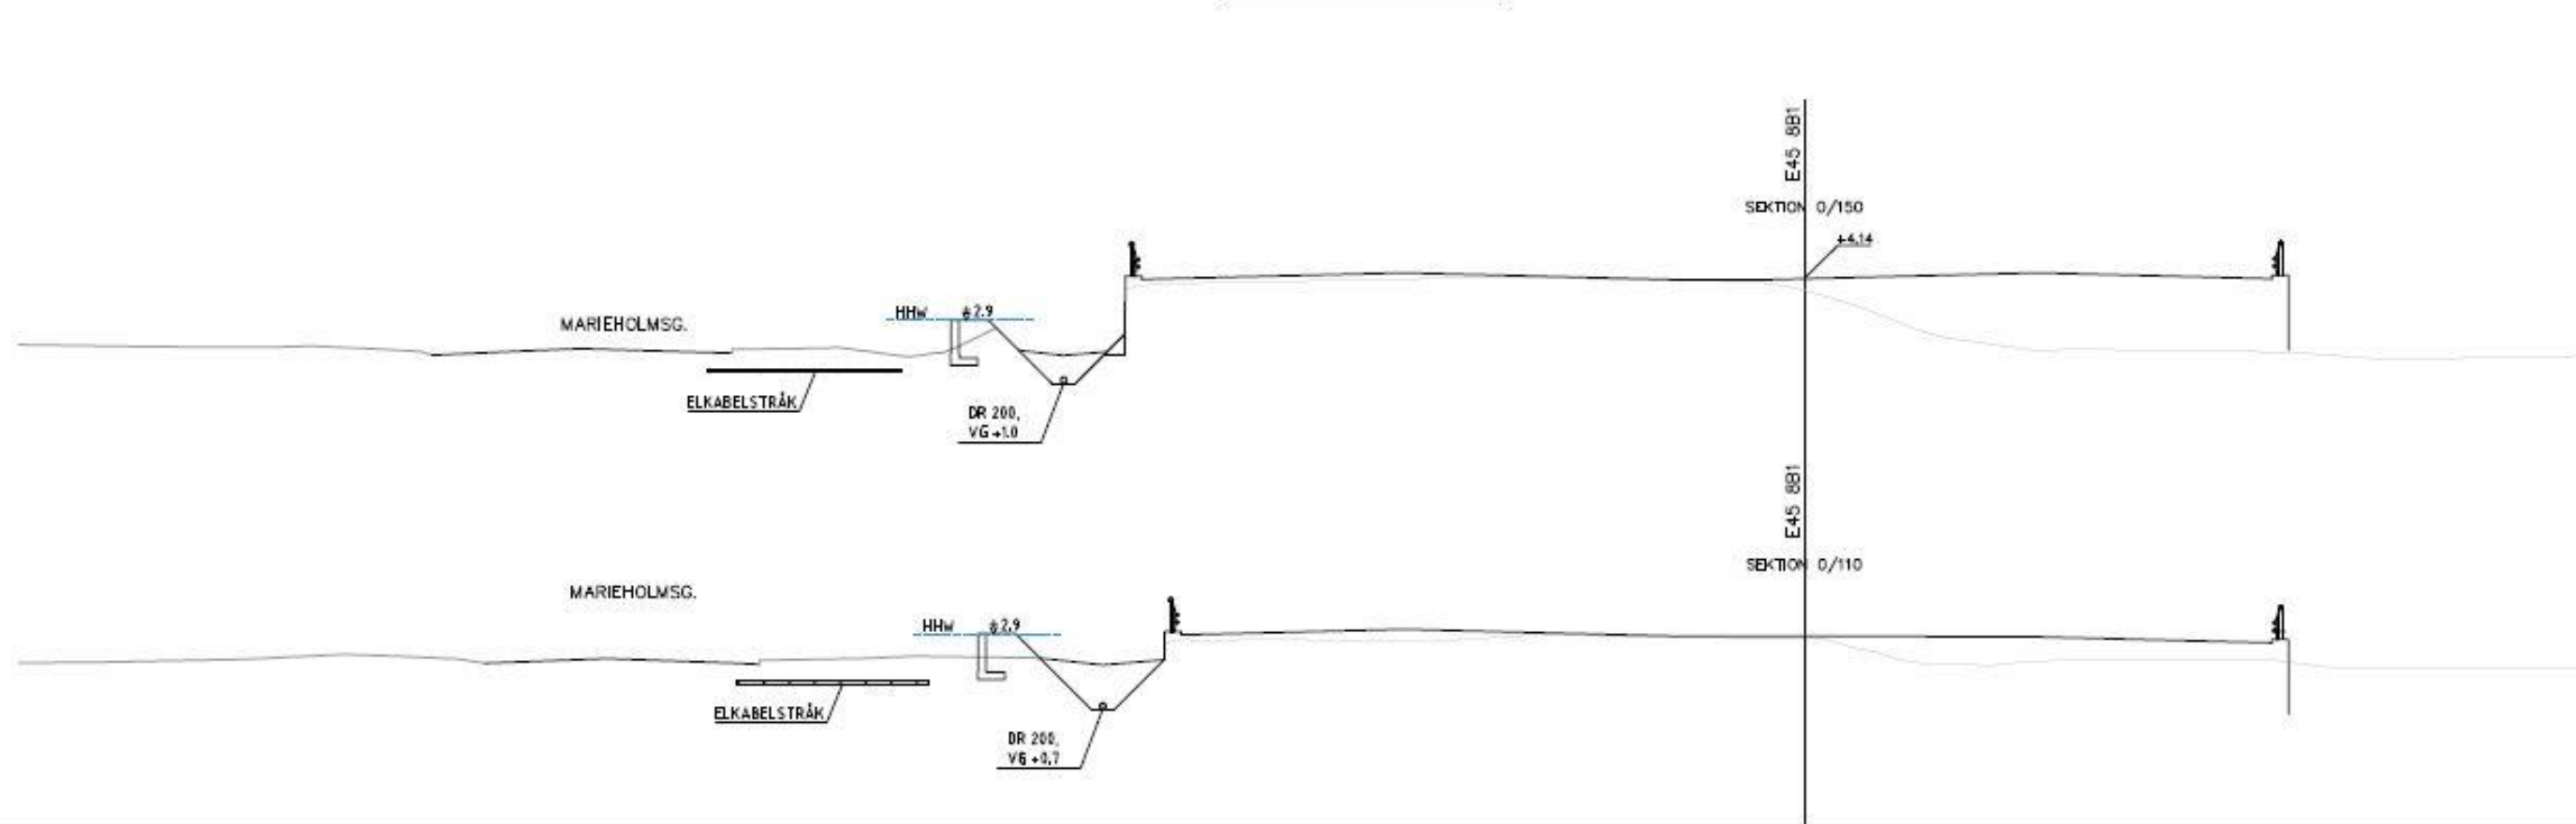 E45 8B1
SEKTION 0/150
+4.14
HHW +2.9
MARIEHOLMSG.
ELKABELSTRÅK
DR 200,
VG +1.0
E45 8B1
SEKTION 0/110
MARIEHOLMSG.
HHW +2,9
ELKABELSTRÅK
DR 200,
VG +0,7